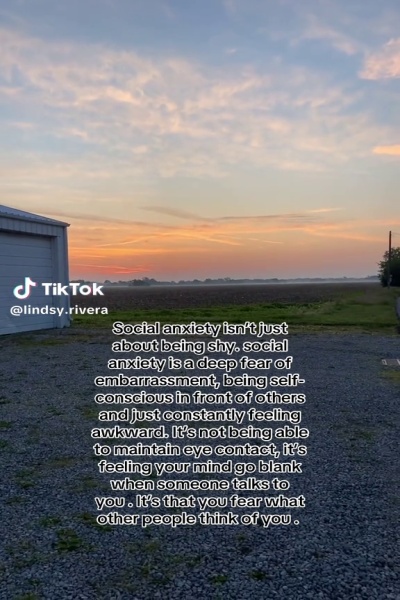 TikTok
@lindsy.rivera
Social anxiety isn't just
about being shy. social
anxiety is a deep fear of
embarrassment, being self-
conscious in front of others
and just constantly feeling
awkward. It's not being able
to maintain eye contact, it's
feeling your mind go blank
when someone talks to
you . It's that you fear what
other people think of you .